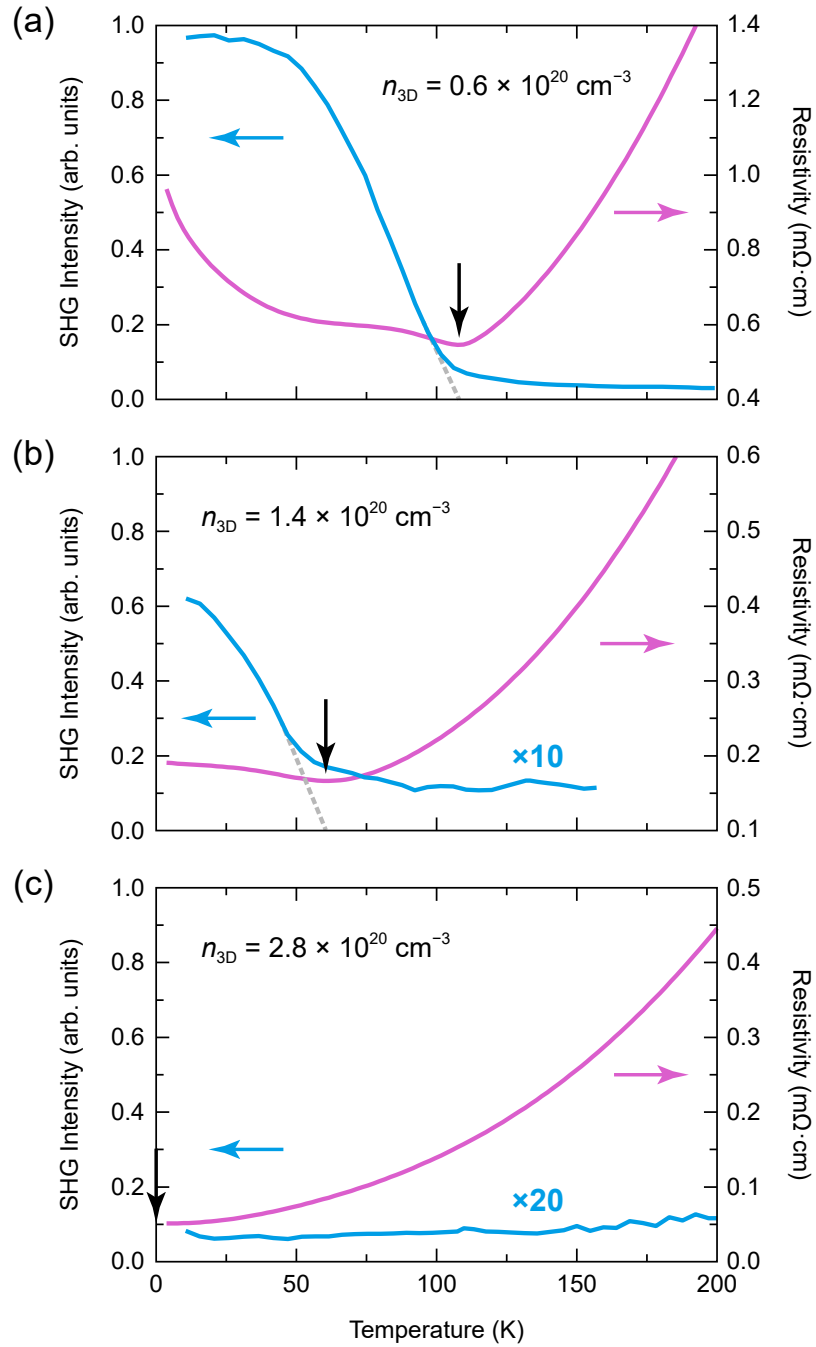 (a)
n3D = 0.6 × 10²⁰ cm⁻³
SHG Intensity (arb. units)
1.0
0.8
0.6
0.4
0.2
0.0
Resistivity (mΩ·cm)
1.4
1.2
1.0
0.8
0.6
0.4
(b)
n3D = 1.4 × 10²⁰ cm⁻³
SHG Intensity (arb. units)
1.0
0.8
0.6
0.4
0.2
0.0
×10
Resistivity (mΩ·cm)
0.6
0.5
0.4
0.3
0.2
0.1
(c)
n3D = 2.8 × 10²⁰ cm⁻³
SHG Intensity (arb. units)
1.0
0.8
0.6
0.4
0.2
0.0
×20
Resistivity (mΩ·cm)
0.5
0.4
0.3
0.2
0.1
0.0
0 50 100 150 200
Temperature (K)